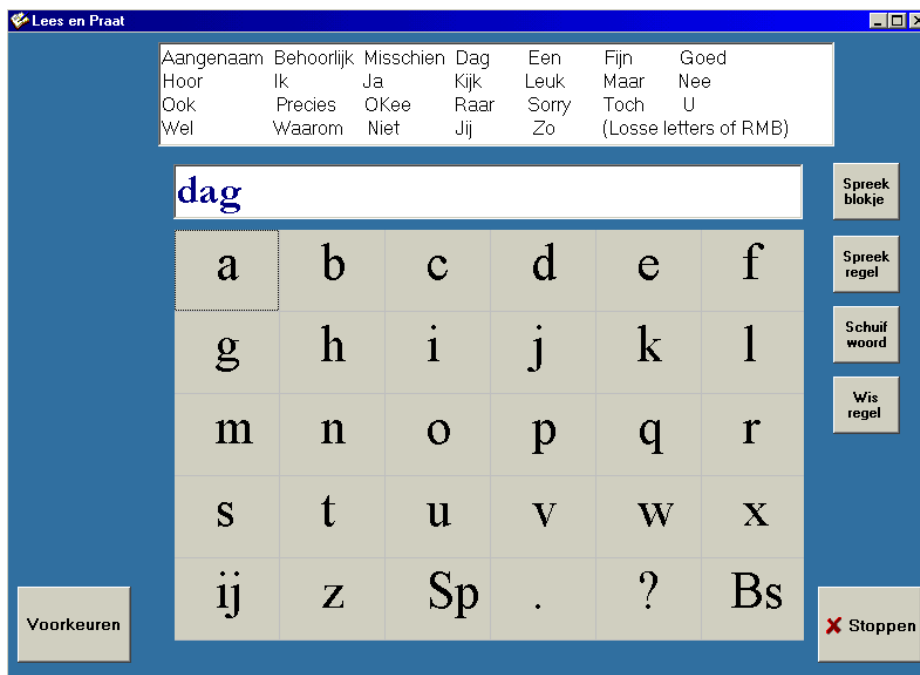 Lees en Praat
Aangenaam Behoorlijk Misschien Dag Een Fijn Goed
Hoor Ik Ja Kijk Leuk Maar Nee
Ook Precies OKee Raar Sorry Toch U
Wel Waarom Niet Jij Zo (Losse letters of RMB)
dag
Spreek
blokje
a b c d e f
Spreek
regel
g h i j k l
Schuif
woord
m n o p q r
Wis
regel
s t u v w x
ij z Sp . ? Bs
Voorkeuren
Stoppen